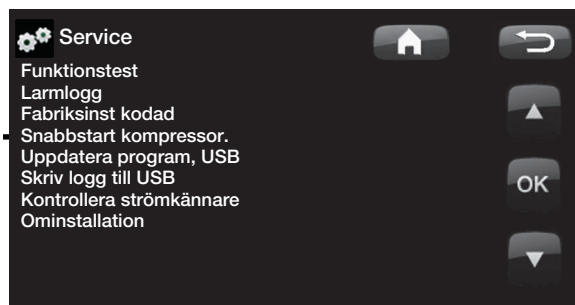 Service
Funktionstest
Larmlogg
Fabriksinst kodad
Snabbstart kompressor.
Uppdatera program, USB
Skriv logg till USB
Kontrollera strömkännare
Ominstallation
OK